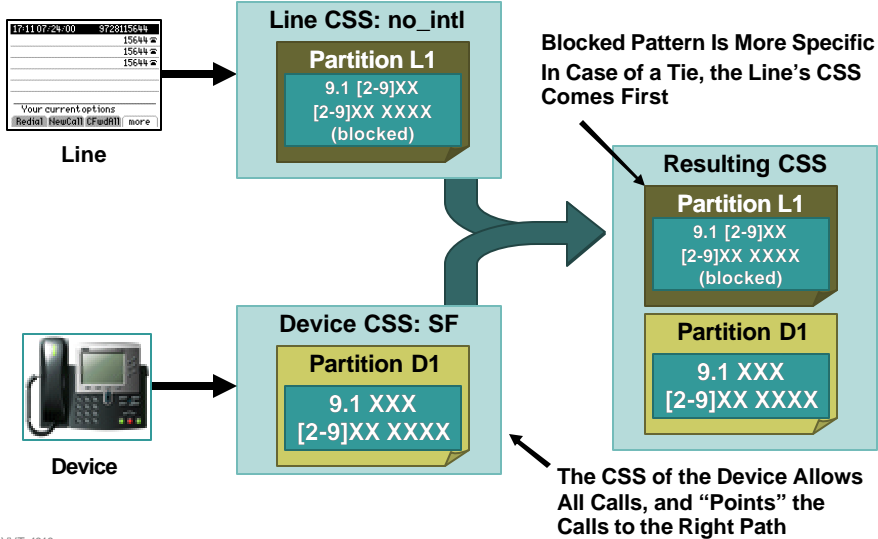 17:11 07/24/00 9728115644
15644
15644
15644
Your current options
Redial NewCall CFwdAll more
Line
Line CSS: no_intl
Partition L1
9.1 [2-9]XX
[2-9]XX XXXX
(blocked)
Blocked Pattern Is More Specific
In Case of a Tie, the Line’s CSS
Comes First
Resulting CSS
Partition L1
9.1 [2-9]XX
[2-9]XX XXXX
(blocked)
Partition D1
9.1 XXX
[2-9]XX XXXX
Device CSS: SF
Partition D1
9.1 XXX
[2-9]XX XXXX
Device
The CSS of the Device Allows
All Calls, and “Points” the
Calls to the Right Path